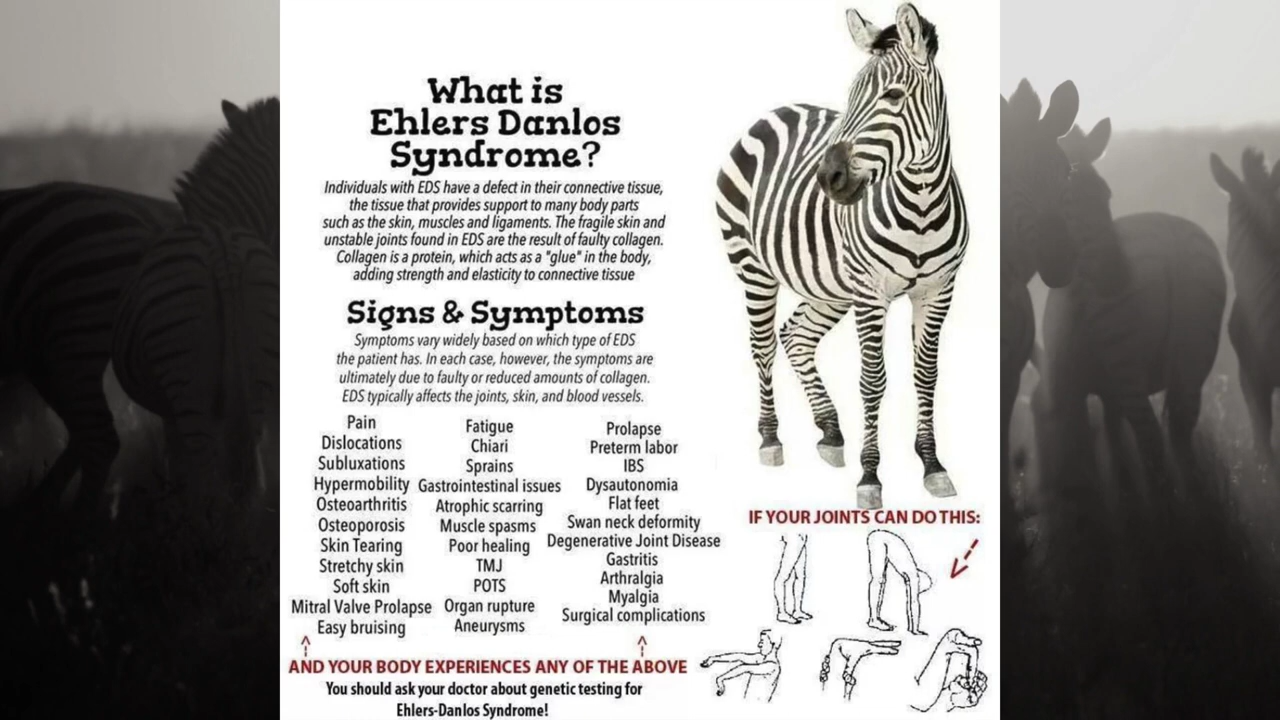 What is
Ehlers Danlos
Syndrome?
Individuals with EDS have a defect in their connective tissue,
the tissue that provides support to many body parts
such as the skin, muscles and ligaments. The fragile skin and
unstable joints found in EDS are the result of faulty collagen.
Collagen is a protein, which acts as a "glue" in the body,
adding strength and elasticity to connective tissue
Signs & Symptoms
Symptoms vary widely based on which type of EDS
the patient has. In each case, however, the symptoms are
ultimately due to faulty or reduced amounts of collagen.
EDS typically affects the joints, skin, and blood vessels.
Pain
Dislocations
Subluxations
Hypermobility
Osteoarthritis
Osteoporosis
Skin Tearing
Stretchy skin
Soft skin
Mitral Valve Prolapse
Easy bruising
Fatigue
Chiari
Sprains
Gastrointestinal issues
Atrophic scarring
Muscle spasms
Poor healing
TMJ
POTS
Organ rupture
Aneurysms
Prolapse
Preterm labor
IBS
Dysautonomia
Flat feet
Swan neck deformity
Degenerative Joint Disease
Gastritis
Arthralgia
Myalgia
Surgical complications
IF YOUR JOINTS CAN DO THIS:
AND YOUR BODY EXPERIENCES ANY OF THE ABOVE
You should ask your doctor about genetic testing for
Ehlers-Danlos Syndrome!